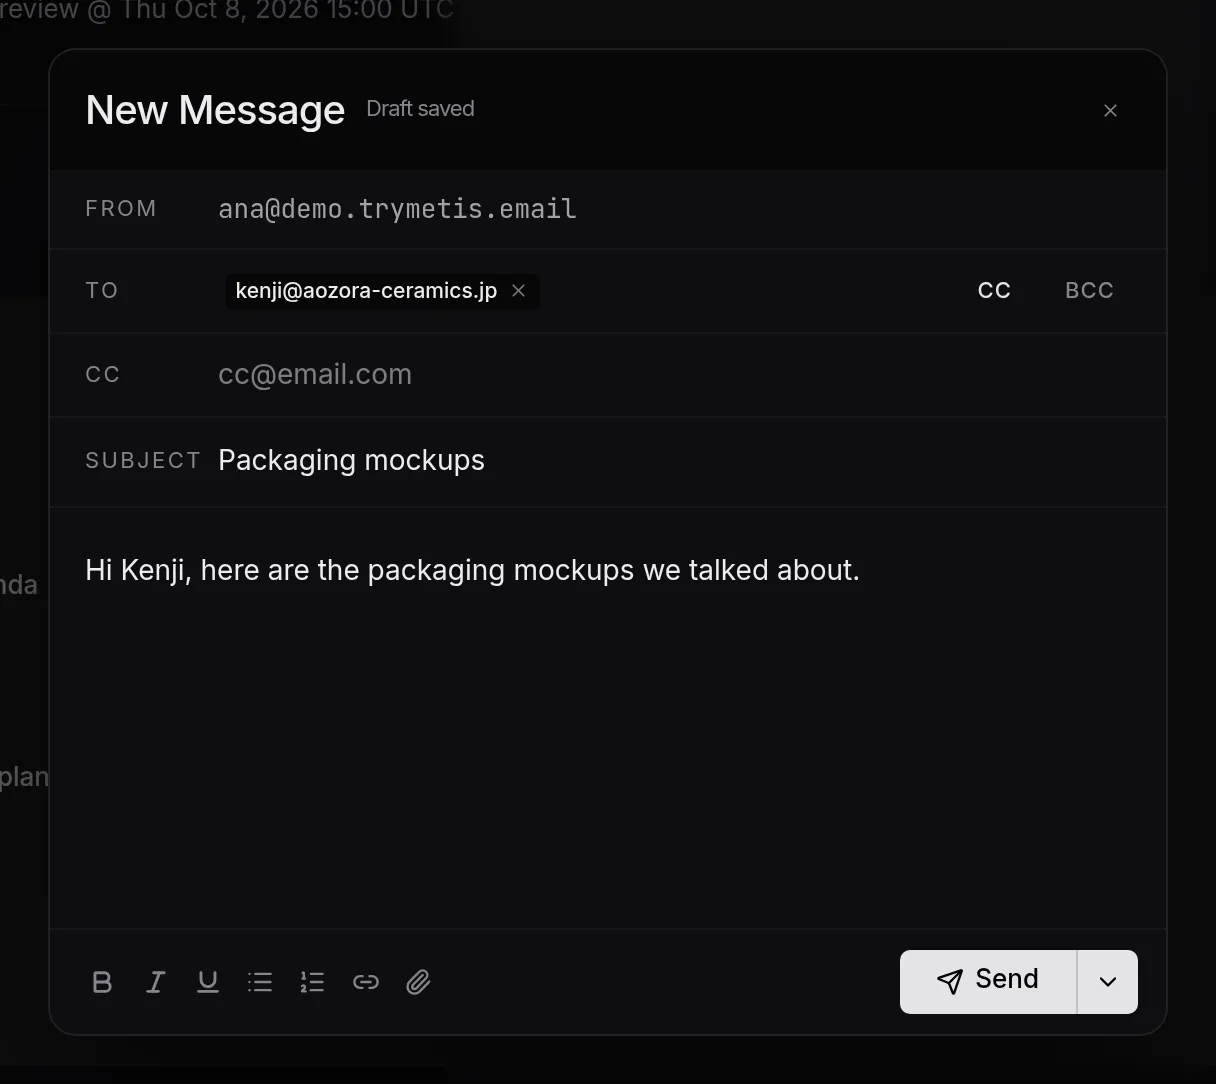 review @ Thu Oct 8, 2026 15:00 UTC
New Message Draft saved
FROM ana@demo.trymetis.email
TO kenji@aozora-ceramics.jp CC BCC
CC cc@email.com
SUBJECT Packaging mockups
Hi Kenji, here are the packaging mockups we talked about.
nda
plan
Send